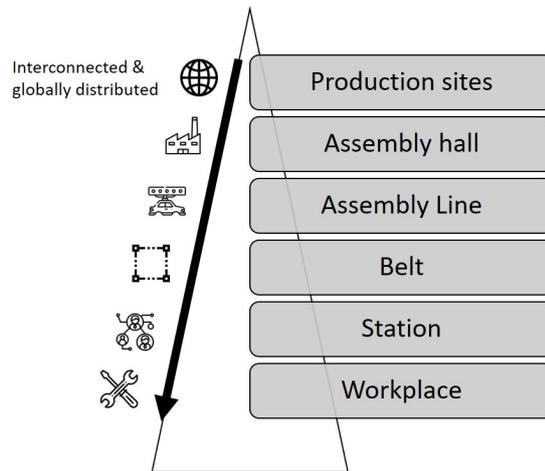 Interconnected &
globally distributed
Production sites
Assembly hall
Assembly Line
Belt
Station
Workplace